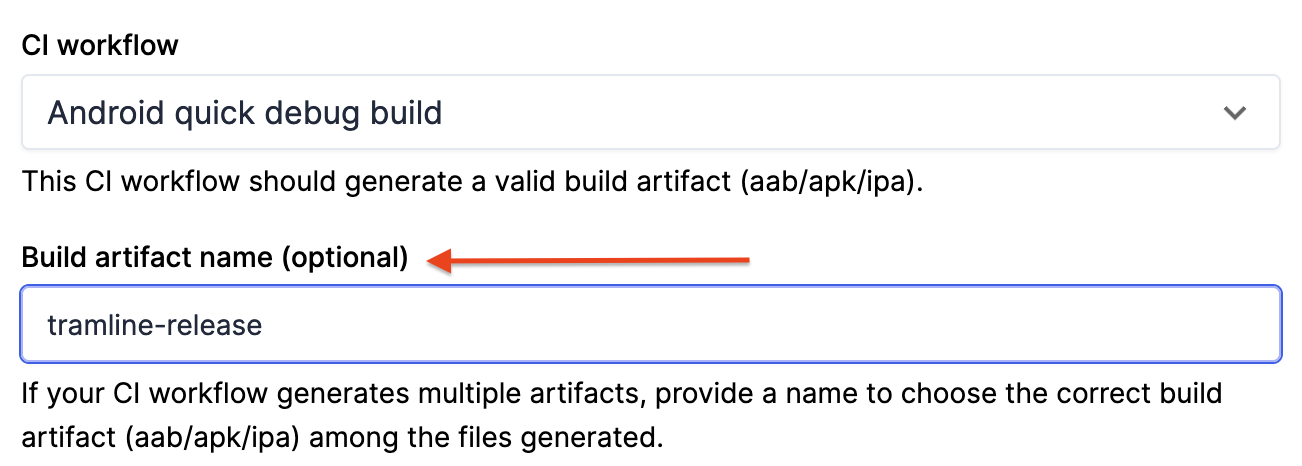 CI workflow
Android quick debug build
This CI workflow should generate a valid build artifact (aab/apk/ipa).
Build artifact name (optional)
tramline-release
If your CI workflow generates multiple artifacts, provide a name to choose the correct build
artifact (aab/apk/ipa) among the files generated.